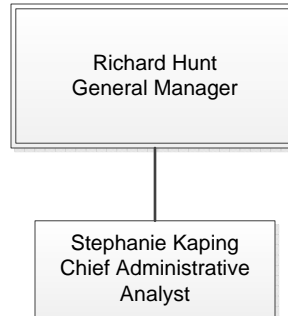 Richard Hunt
General Manager
Stephanie Kaping
Chief Administrative
Analyst